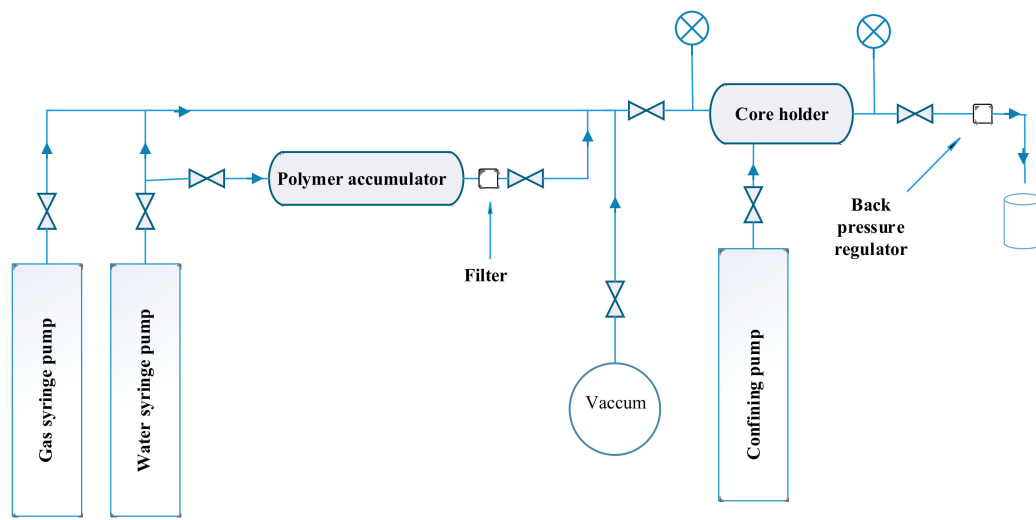 Core holder
Polymer accumulator
Back
pressure
regulator
Filter
Gas syringe pump
Water syringe pump
Vaccum
Confining pump